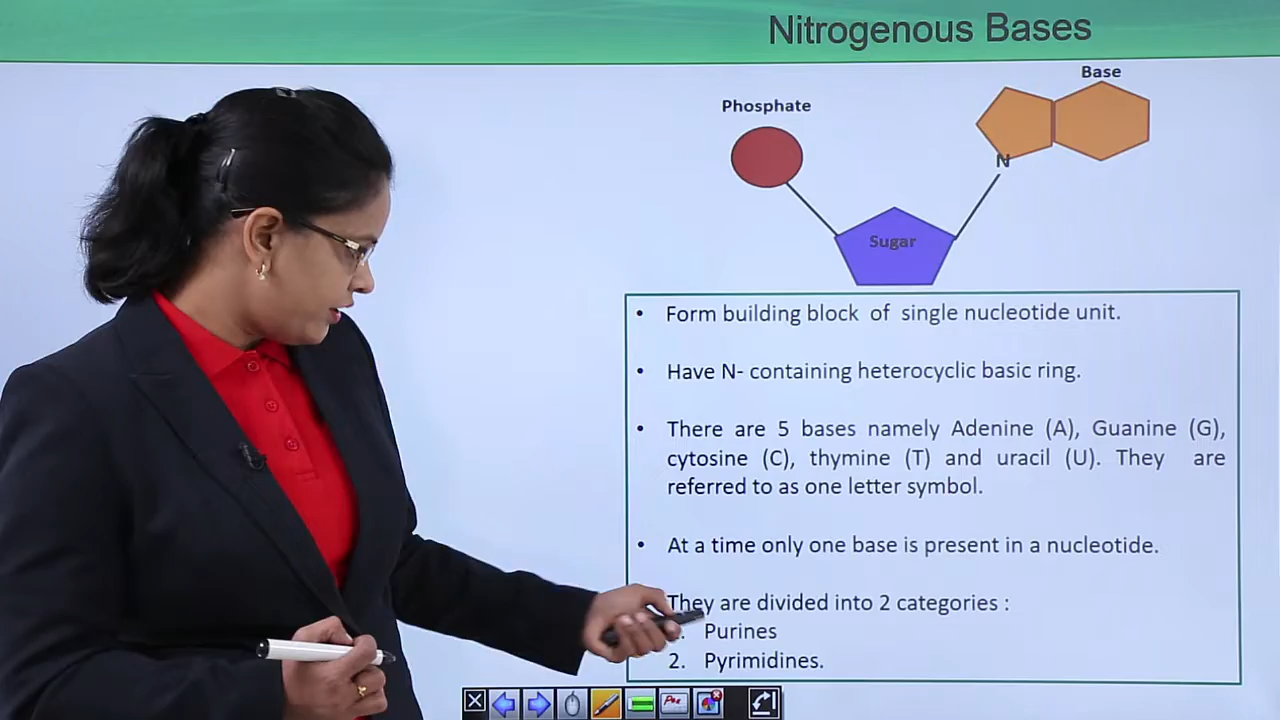 Nitrogenous Bases
Base
Phosphate
N
Sugar
• Form building block of single nucleotide unit.
• Have N- containing heterocyclic basic ring.
• There are 5 bases namely Adenine (A), Guanine (G),
cytosine (C), thymine (T) and uracil (U). They are
referred to as one letter symbol.
• At a time only one base is present in a nucleotide.
They are divided into 2 categories :
Purines
2. Pyrimidines.